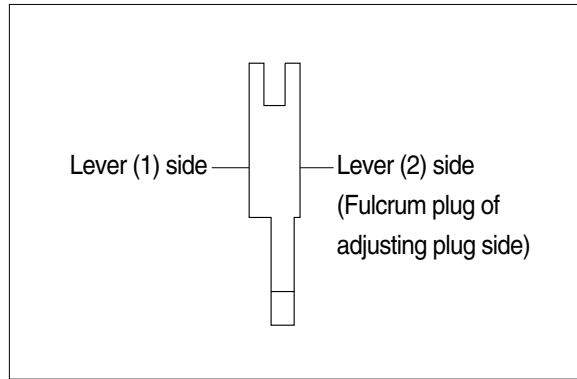 Lever (1) side
Lever (2) side
(Fulcrum plug of
adjusting plug side)